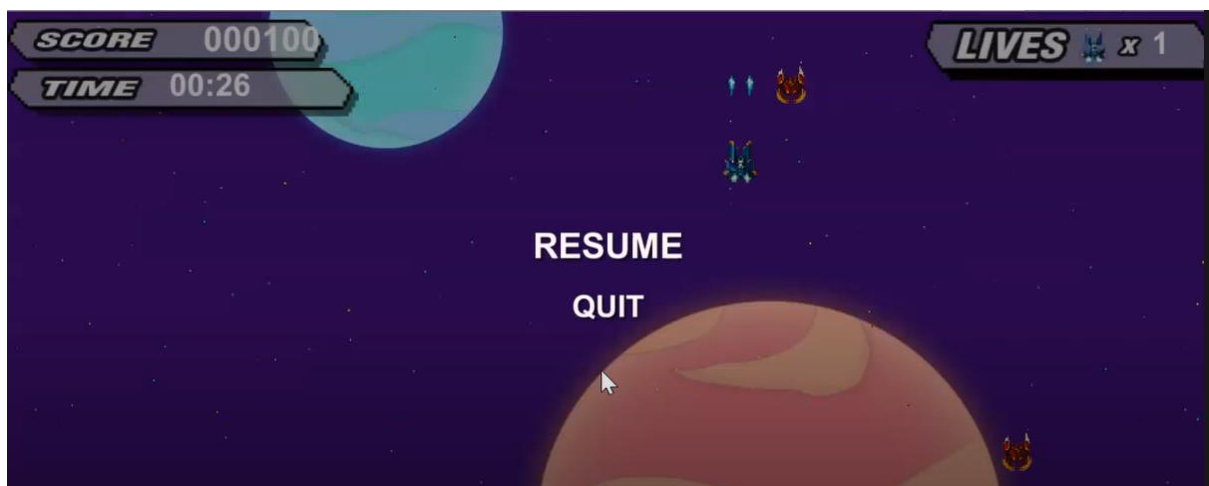 SCORE 000100
TIME 00:26
LIVES x 1
RESUME
QUIT